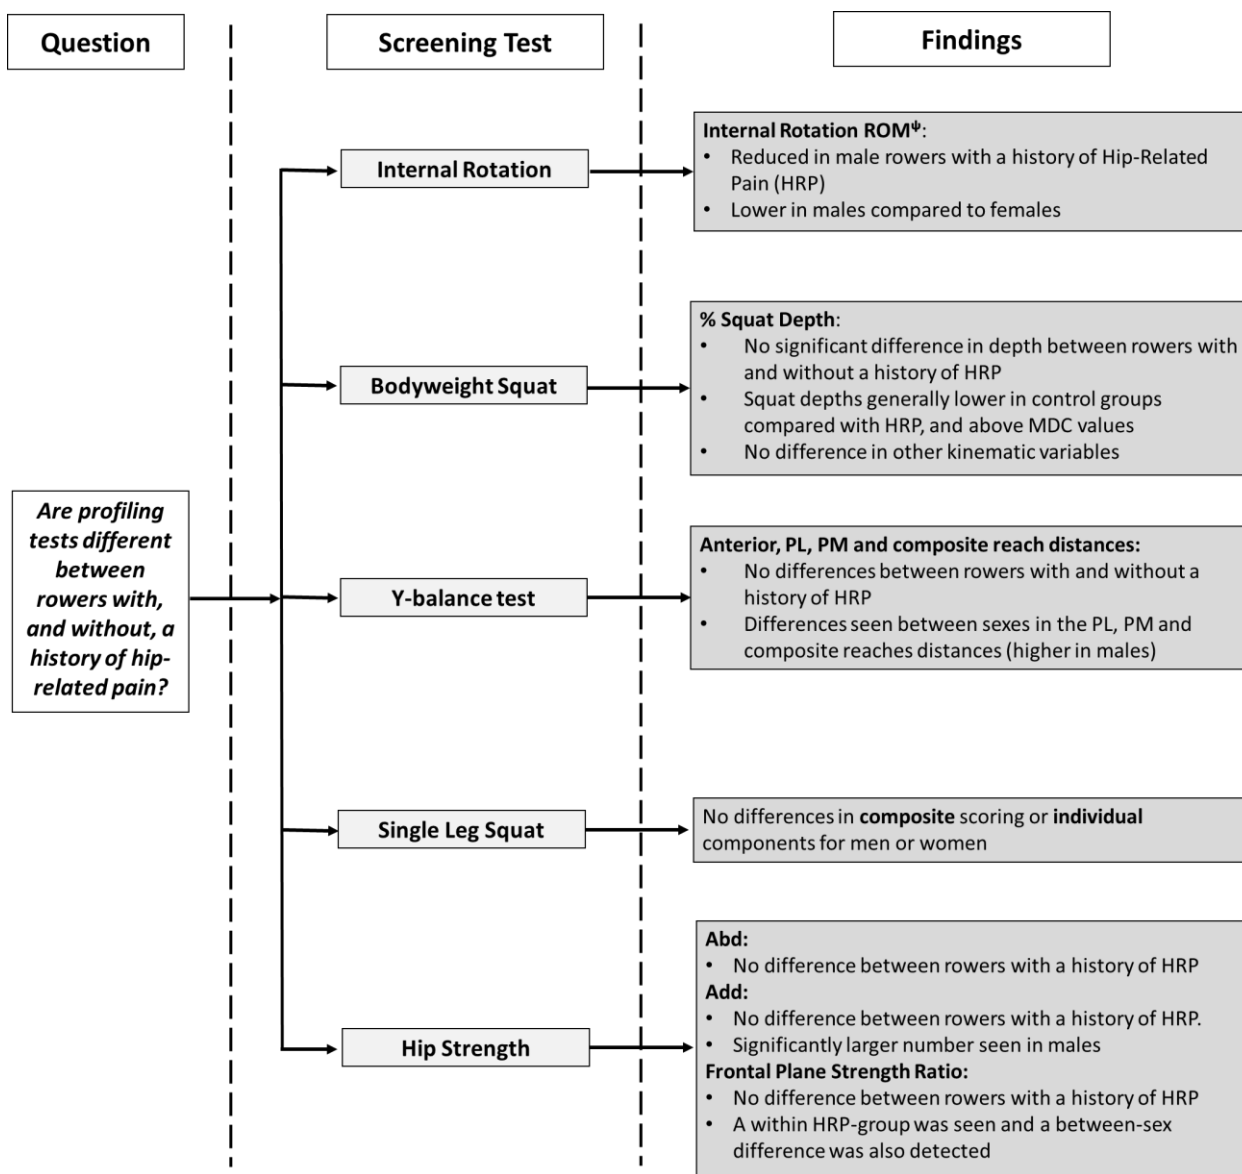 Question
Screening Test
Findings
Are profiling
tests different
between
rowers with,
and without, a
history of hip-
related pain?
Internal Rotation
Internal Rotation ROMᵠ:
• Reduced in male rowers with a history of Hip-Related
Pain (HRP)
• Lower in males compared to females
Bodyweight Squat
% Squat Depth:
• No significant difference in depth between rowers with
and without a history of HRP
• Squat depths generally lower in control groups
compared with HRP, and above MDC values
• No difference in other kinematic variables
Y-balance test
Anterior, PL, PM and composite reach distances:
• No differences between rowers with and without a
history of HRP
• Differences seen between sexes in the PL, PM and
composite reaches distances (higher in males)
Single Leg Squat
No differences in composite scoring or individual
components for men or women
Hip Strength
Abd:
• No difference between rowers with a history of HRP
Add:
• No difference between rowers with a history of HRP.
• Significantly larger number seen in males
Frontal Plane Strength Ratio:
• No difference between rowers with a history of HRP
• A within HRP-group was seen and a between-sex
difference was also detected